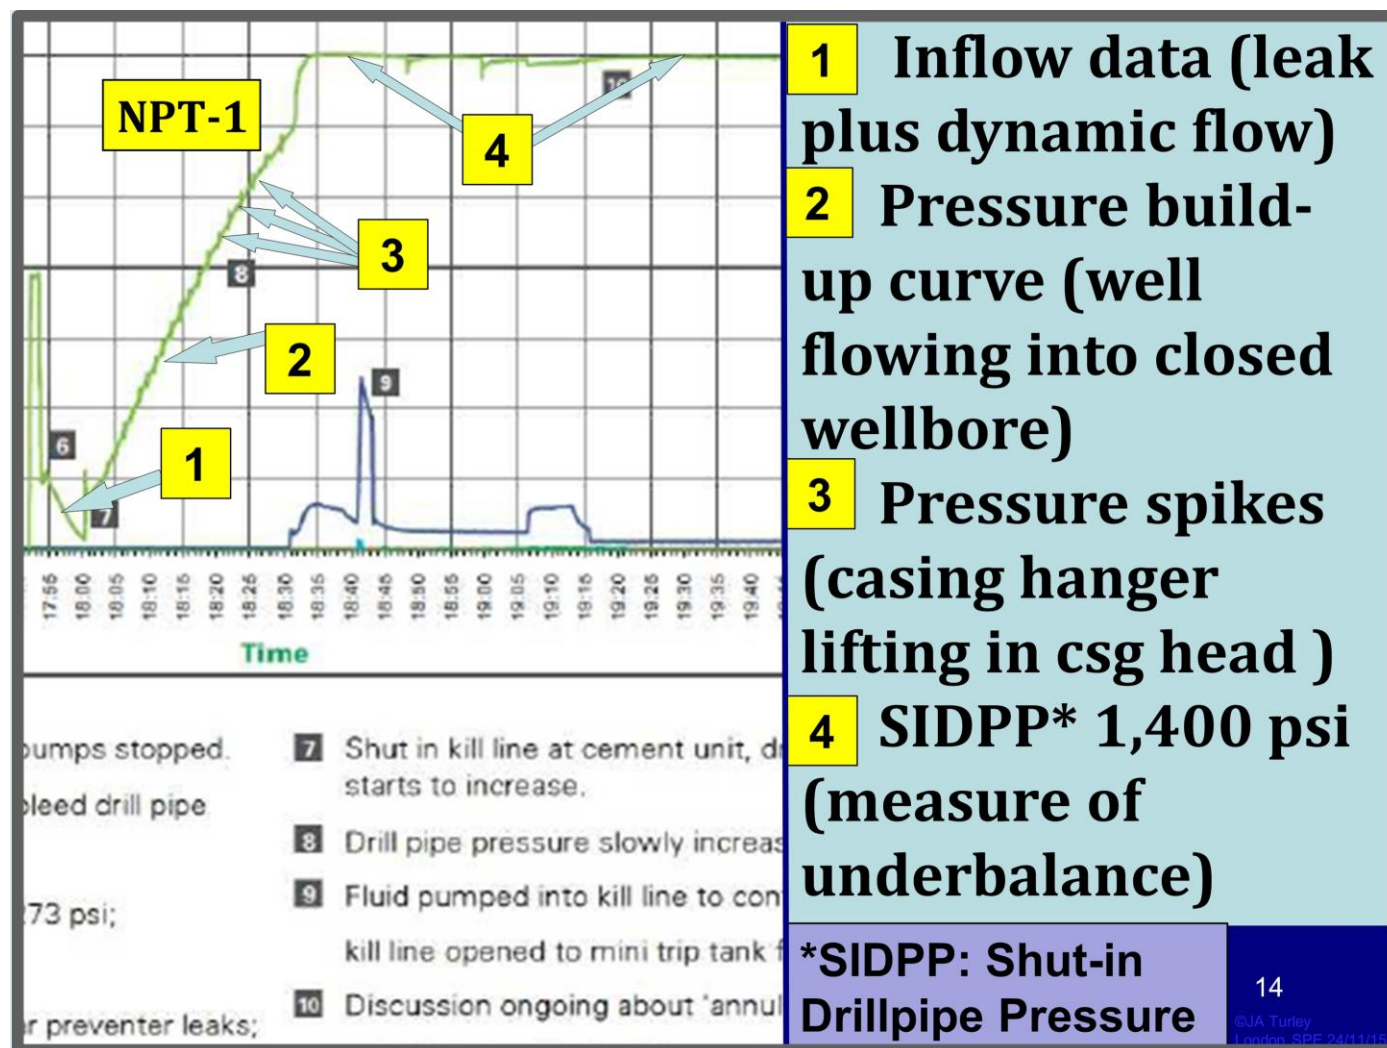 NPT-1
4
3
2
1
6
7
8
9
10
17:55
18:00
18:05
18:10
18:15
18:20
18:25
18:30
18:35
18:40
18:45
18:50
18:55
19:00
19:05
19:10
19:15
19:20
19:25
19:30
19:35
19:40
Time
pumps stopped.
bleed drill pipe
273 psi;
r preventer leaks;
7 Shut in kill line at cement unit, d
starts to increase.
8 Drill pipe pressure slowly increas
9 Fluid pumped into kill line to con
kill line opened to mini trip tank f
10 Discussion ongoing about 'annul
1 Inflow data (leak
plus dynamic flow)
2 Pressure build-
up curve (well
flowing into closed
wellbore)
3 Pressure spikes
(casing hanger
lifting in csg head )
4 SIDPP* 1,400 psi
(measure of
underbalance)
*SIDPP: Shut-in
Drillpipe Pressure
14
©JA Turley
London SPE 24/11/15